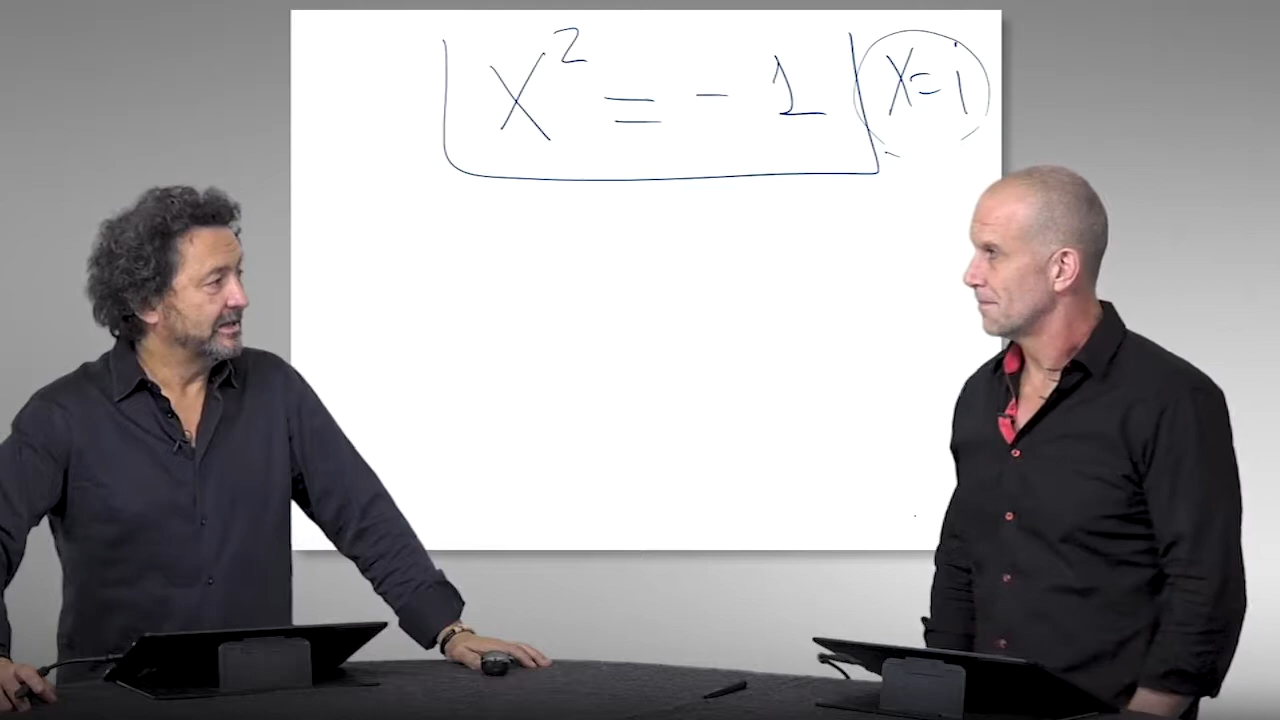 X² = - 1 X=i